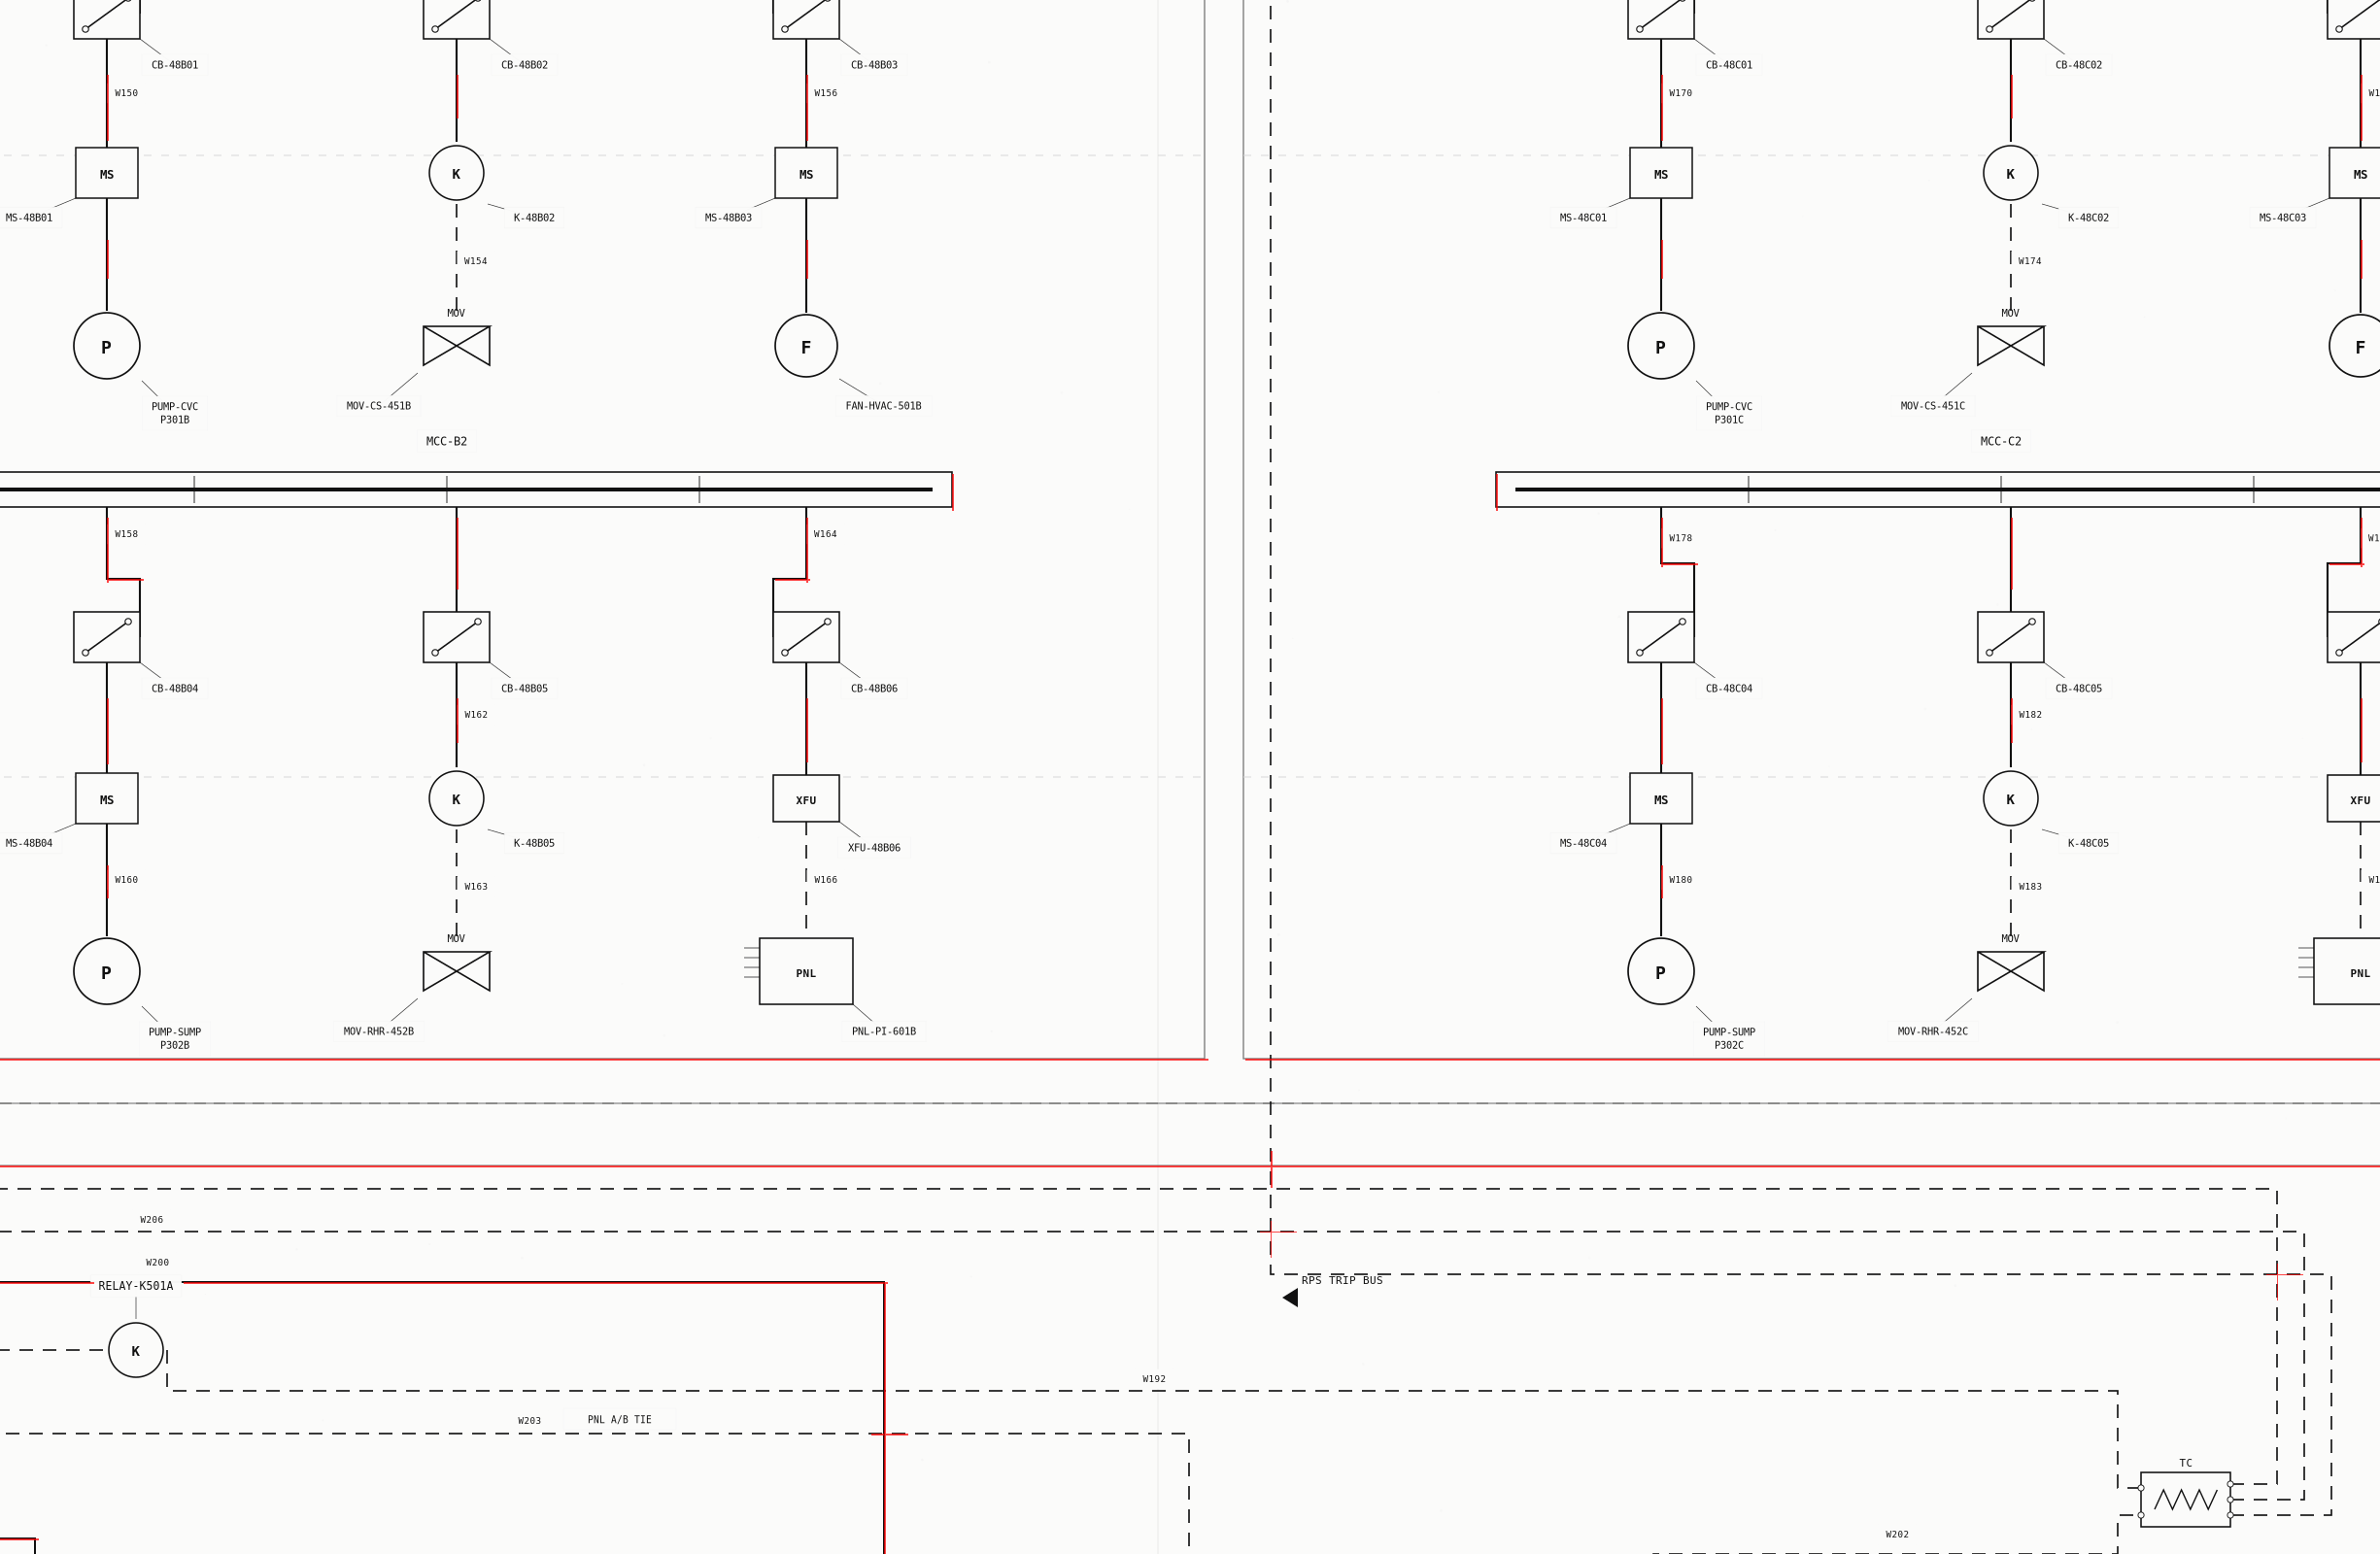 CB-48B01
CB-48B02
CB-48B03
CB-48C01
CB-48C02
W150
W156
W170
W1
MS
K
MS
MS
K
MS
MS-48B01
K-48B02
MS-48B03
MS-48C01
K-48C02
MS-48C03
W154
W174
MOV
MOV
P
F
P
F
PUMP-CVC
P301B
MOV-CS-451B
FAN-HVAC-501B
PUMP-CVC
P301C
MOV-CS-451C
MCC-B2
MCC-C2
W158
W164
W178
W1
CB-48B04
CB-48B05
CB-48B06
CB-48C04
CB-48C05
W162
W182
MS
K
XFU
MS
K
XFU
MS-48B04
K-48B05
XFU-48B06
MS-48C04
K-48C05
W160
W163
W166
W180
W183
W1
MOV
MOV
P
PNL
P
PNL
PUMP-SUMP
P302B
MOV-RHR-452B
PNL-PI-601B
PUMP-SUMP
P302C
MOV-RHR-452C
W206
W200
RELAY-K501A
RPS TRIP BUS
K
W192
W203
PNL A/B TIE
TC
W202